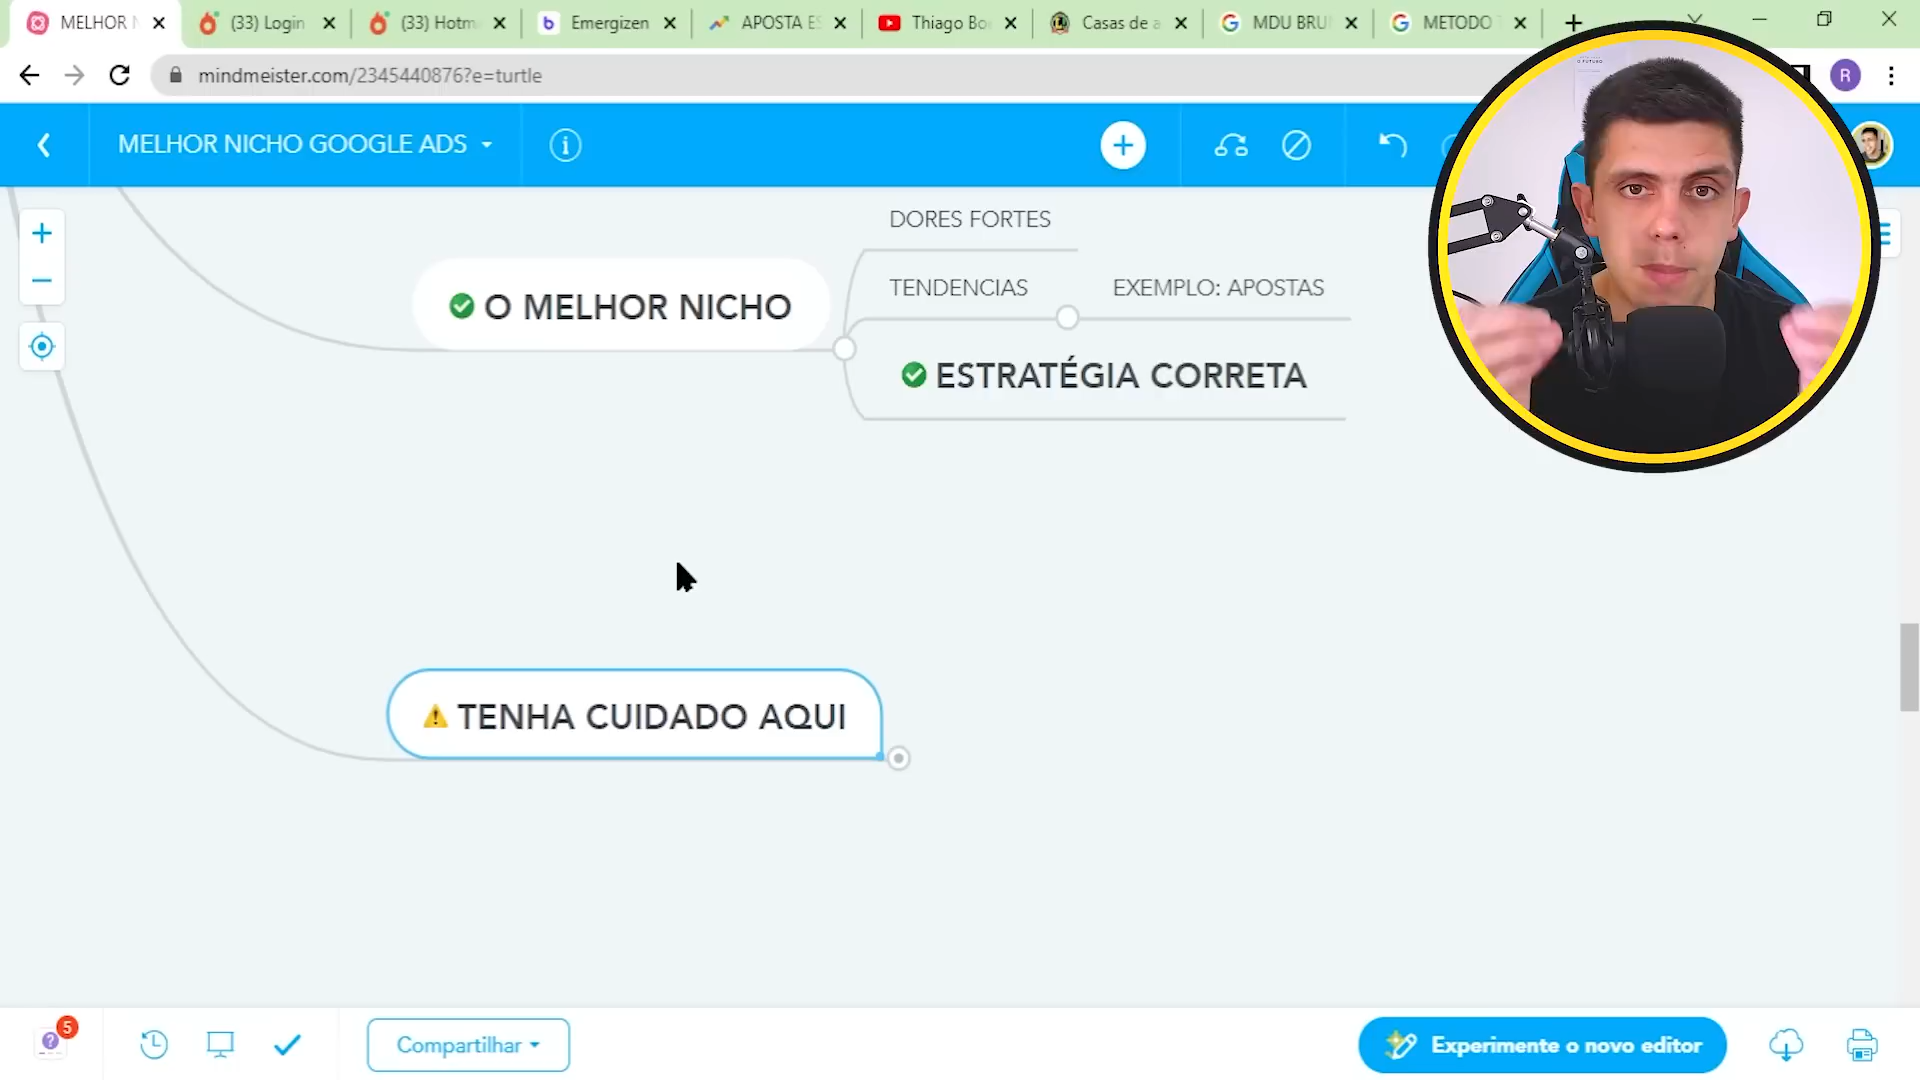 MELHOR N
(33) Login
(33) Hotm
Emergizen
APOSTA ES
Thiago Bo
Casas de a
MDU BRU
METODO
mindmeister.com/2345440876?e=turtle
R
MELHOR NICHO GOOGLE ADS
O FUTURO
DORES FORTES
TENDENCIAS
EXEMPLO: APOSTAS
O MELHOR NICHO
ESTRATÉGIA CORRETA
TENHA CUIDADO AQUI
5
Compartilhar
Experimente o novo editor